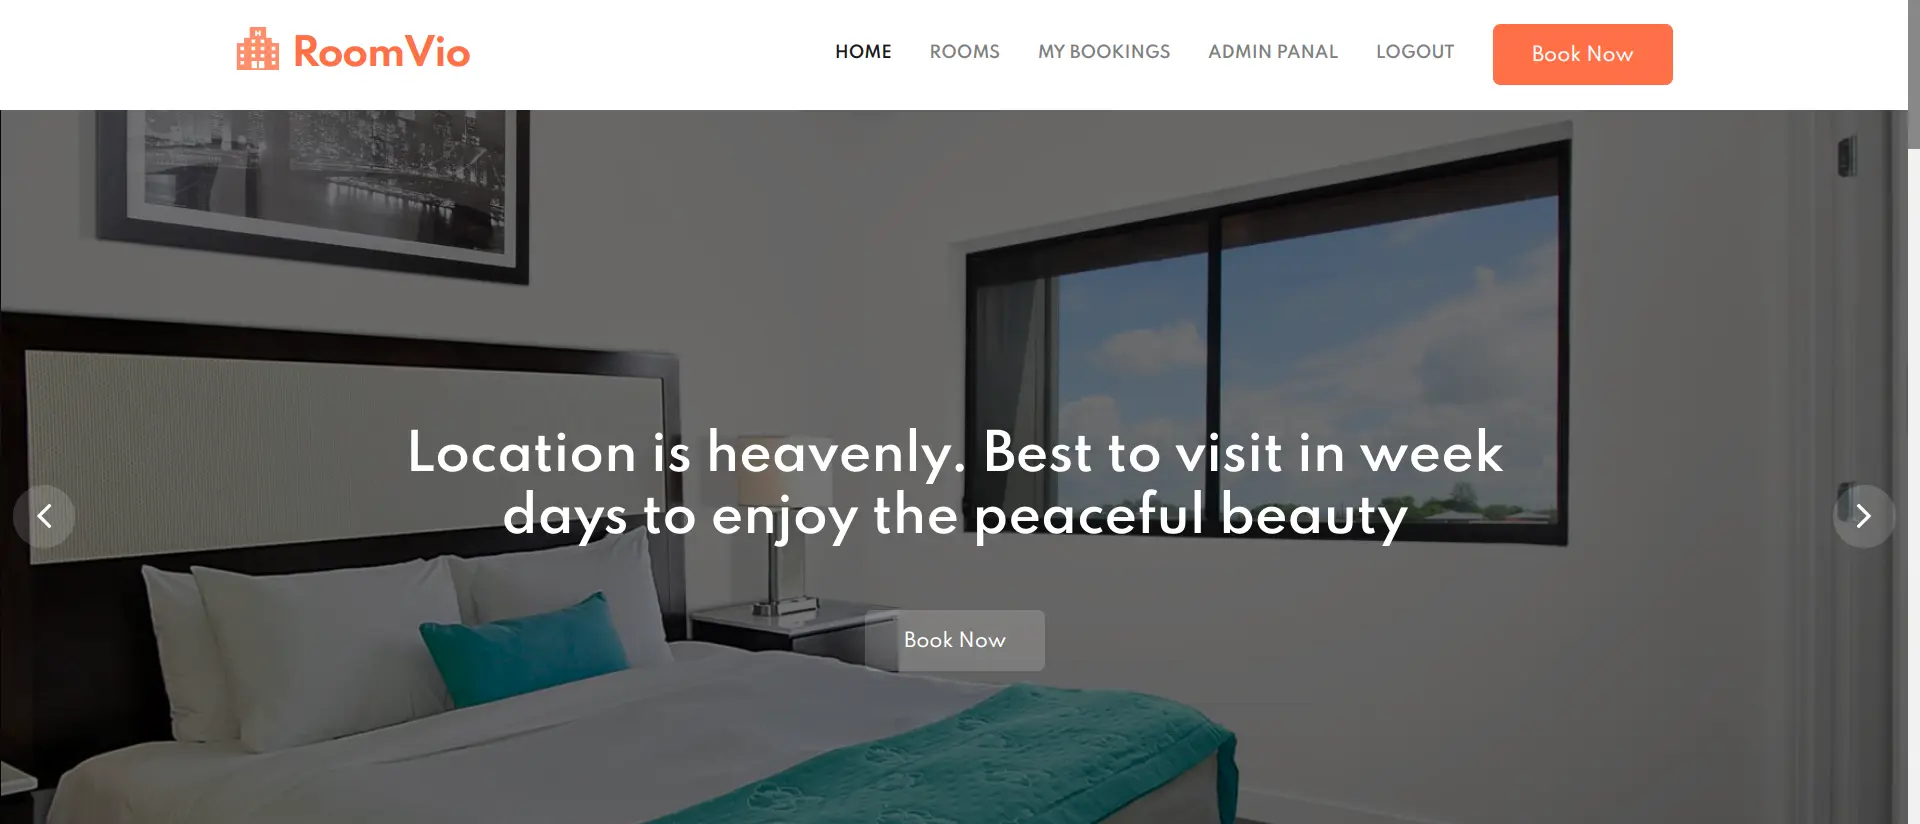 RoomVio
HOME
ROOMS
MY BOOKINGS
ADMIN PANAL
LOGOUT
Book Now
Location is heavenly. Best to visit in week
days to enjoy the peaceful beauty
Book Now